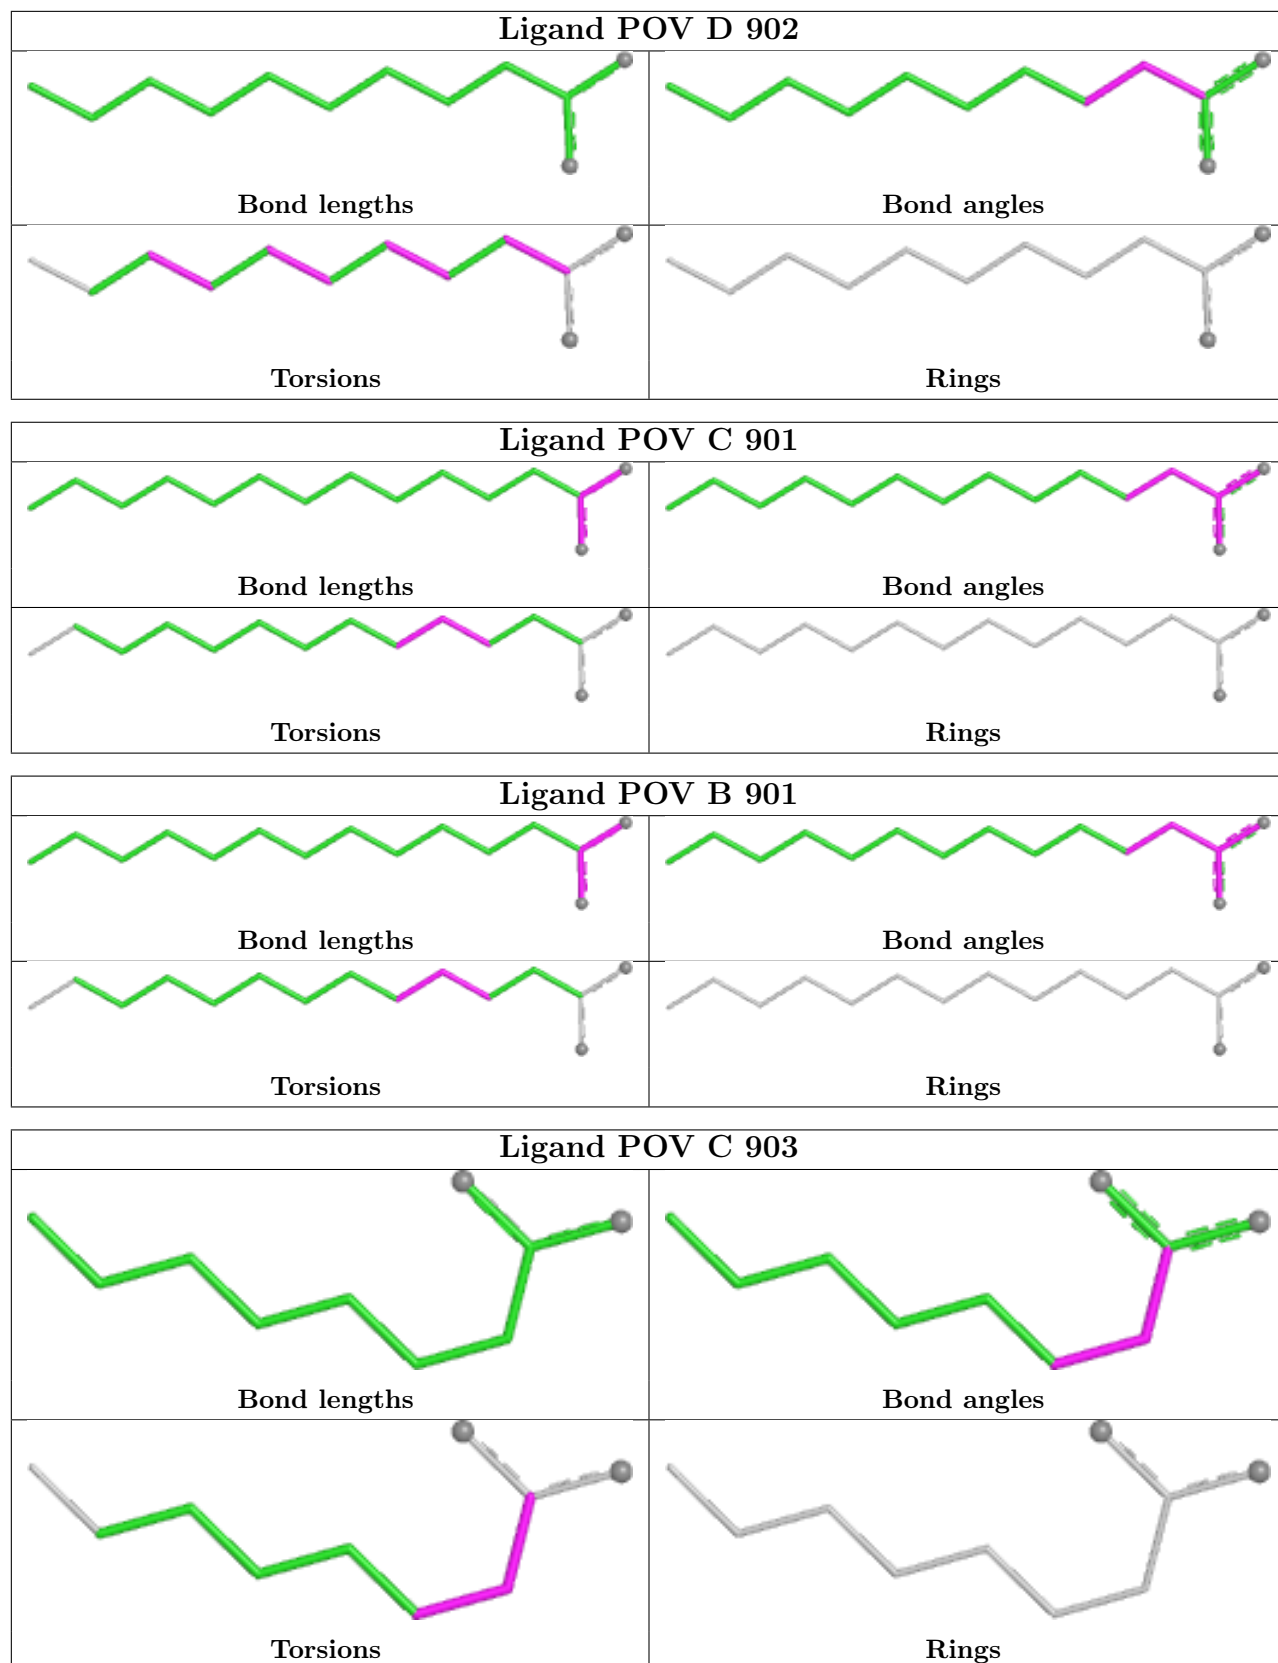 Ligand POV D 902
Bond lengths
Bond angles
Torsions
Rings
Ligand POV C 901
Bond lengths
Bond angles
Torsions
Rings
Ligand POV B 901
Bond lengths
Bond angles
Torsions
Rings
Ligand POV C 903
Bond lengths
Bond angles
Torsions
Rings